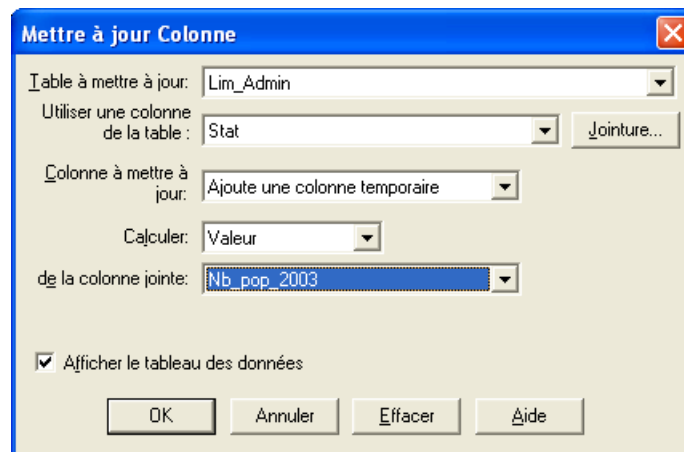 Mettre à jour Colonne
Table à mettre à jour: Lim_Admin
Utiliser une colonne
de la table : Stat Jointure...
Colonne à mettre à
jour: Ajoute une colonne temporaire
Calculer: Valeur
de la colonne jointe: Nb_pop_2003
Afficher le tableau des données
OK Annuler Effacer Aide